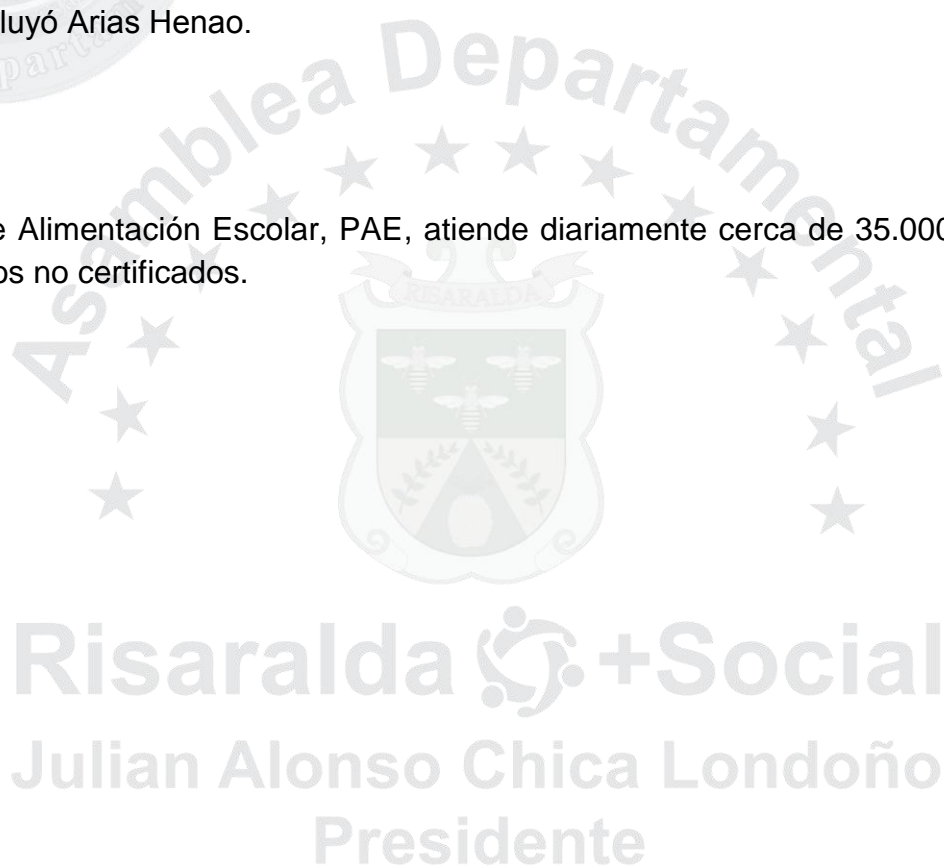 luyó Arias Henao.
Asamblea Departamental
e Alimentación Escolar, PAE, atiende diariamente cerca de 35.000
os no certificados.
RISARALDA
Risaralda +Social
Julian Alonso Chica Londoño
Presidente